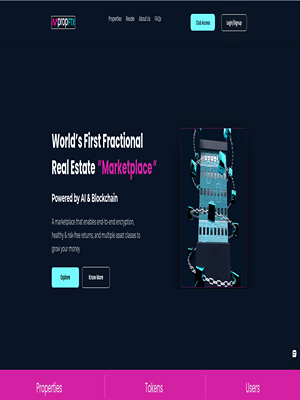 propFTX
Properties Resale About Us FAQs
Club Access
Login/Signup
World's First Fractional
Real Estate "Marketplace"
Powered by AI & Blockchain
A marketplace that enables end-to-end encryption,
healthy & risk-free returns, and multiple asset classes to
grow your money.
Explore
Know More
Properties Tokens Users